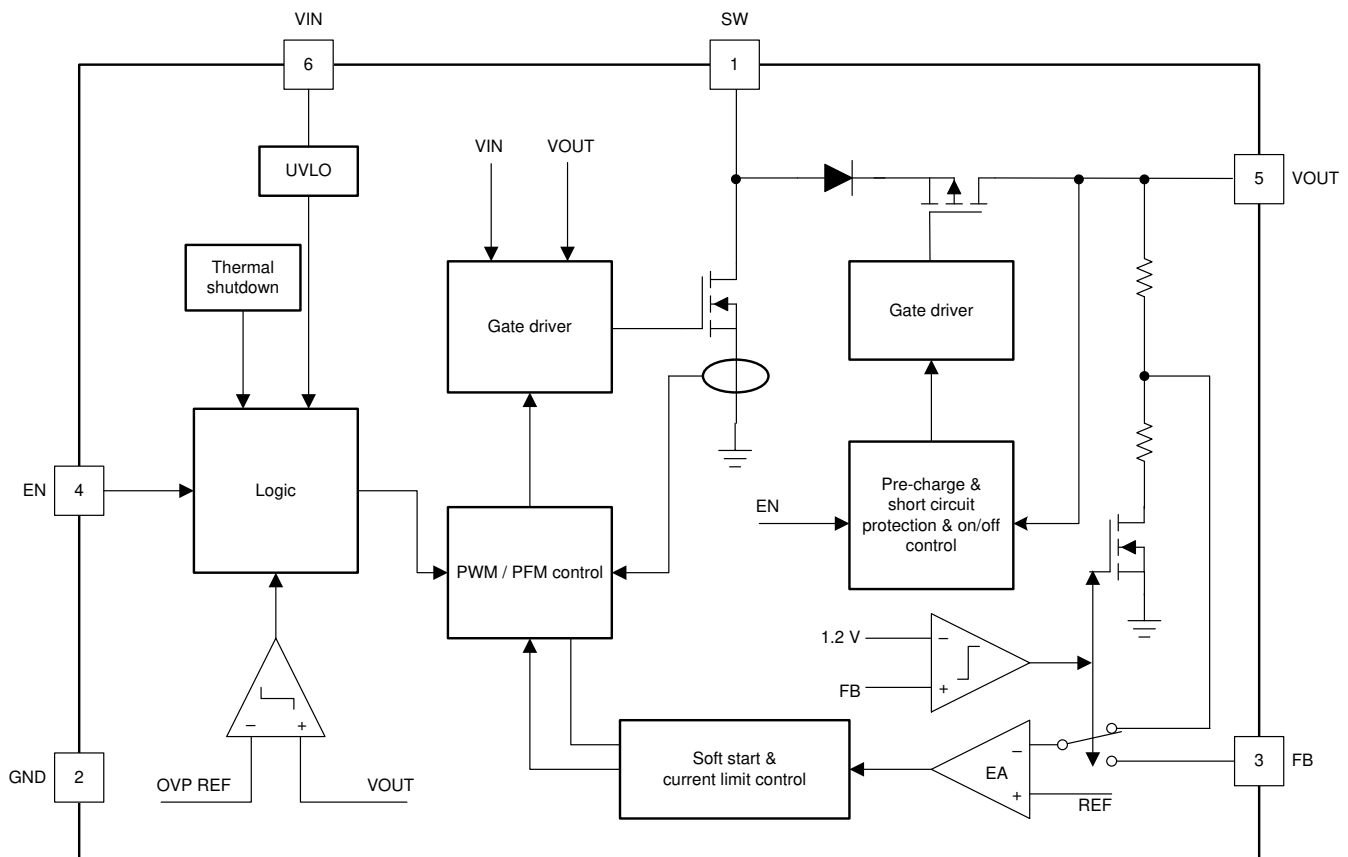 VIN
SW
6
1
UVLO
VIN
VOUT
5
VOUT
Thermal
shutdown
Gate driver
Gate driver
EN
4
Logic
Pre-charge &
short circuit
protection & on/off
control
EN
PWM / PFM control
1.2 V
−
FB
+
−
+
OVP REF
VOUT
GND
2
Soft start &
current limit control
EA
−
+
REF
3
FB